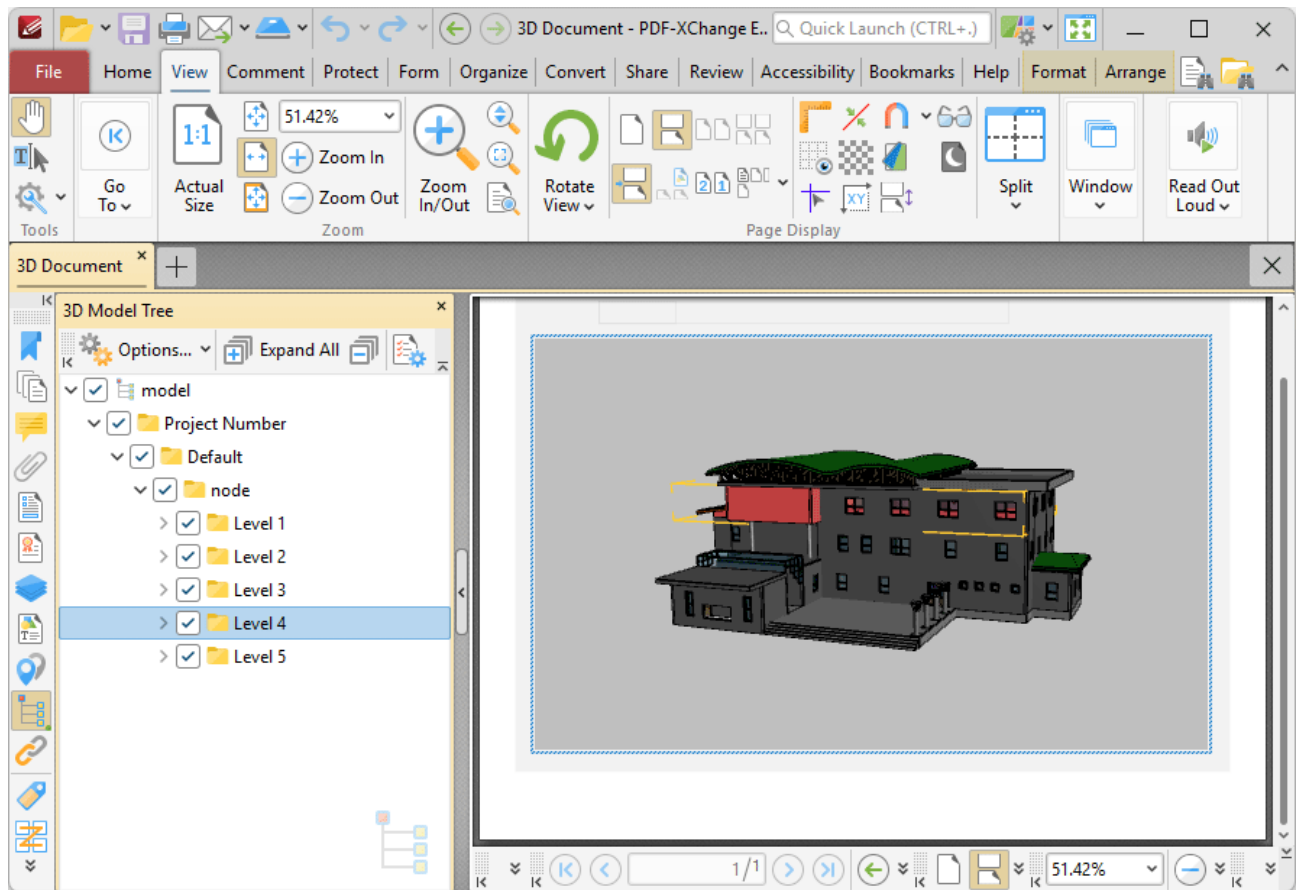 3D Document - PDF-XChange E..
Quick Launch (CTRL+.)
File Home View Comment Protect Form Organize Convert Share Review Accessibility Bookmarks Help Format Arrange
1:1
51.42%
Zoom In
Zoom Out
Go To
Actual Size
Zoom In/Out
Rotate View
Split
Window
Read Out Loud
Tools
Zoom
Page Display
3D Document
3D Model Tree
Options... Expand All
model
Project Number
Default
node
Level 1
Level 2
Level 3
Level 4
Level 5
1/1
51.42%